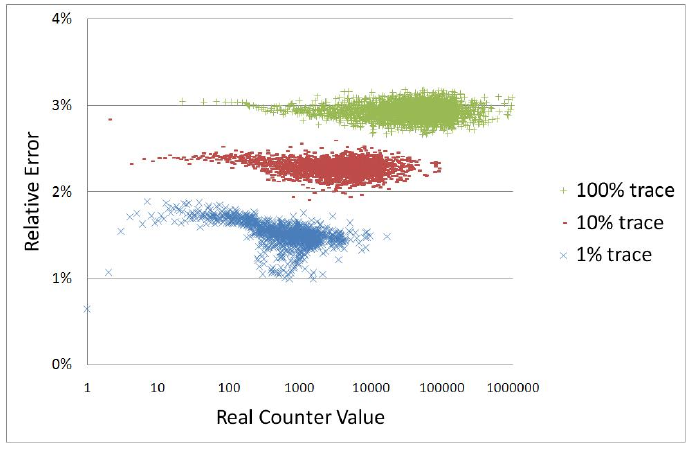 4%
3%
2%
1%
0%
Relative Error
1 10 100 1000 10000 100000 1000000
Real Counter Value
100% trace
10% trace
1% trace